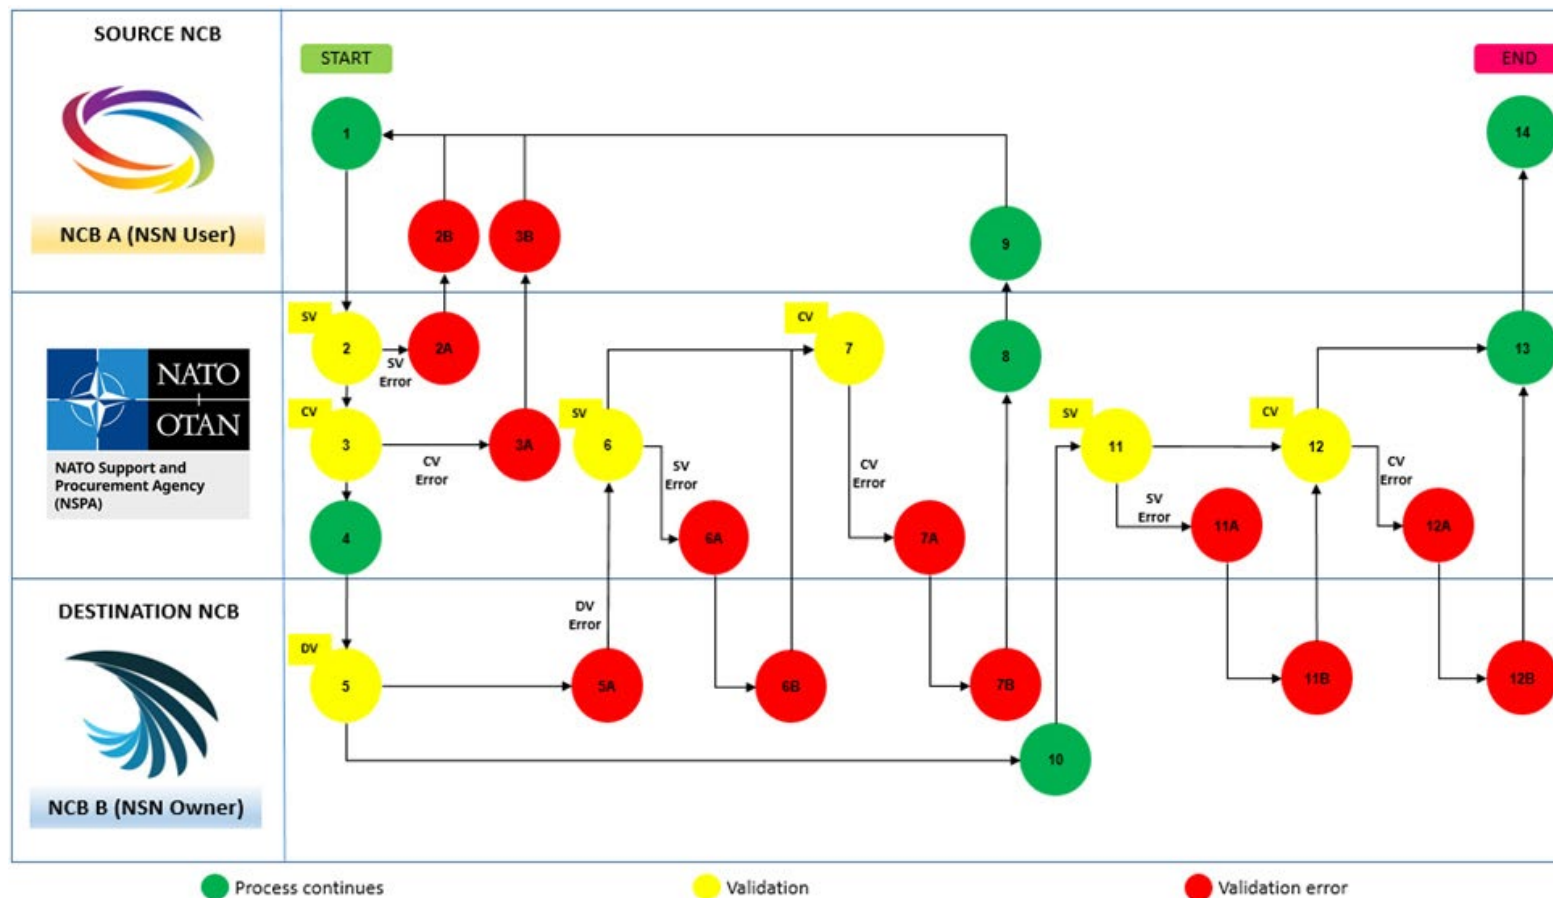 SOURCE NCB
START
END
1
14
2B
3B
9
NCB A (NSN User)
SV
2
SV
Error
2A
CV
7
8
13
NATO
OTAN
NATO Support and
Procurement Agency
(NSPA)
CV
3
CV
Error
3A
SV
6
SV
Error
CV
Error
SV
11
CV
12
CV
Error
4
6A
7A
SV
Error
11A
12A
DESTINATION NCB
DV
Error
DV
5
5A
6B
7B
11B
12B
10
NCB B (NSN Owner)
Process continues
Validation
Validation error